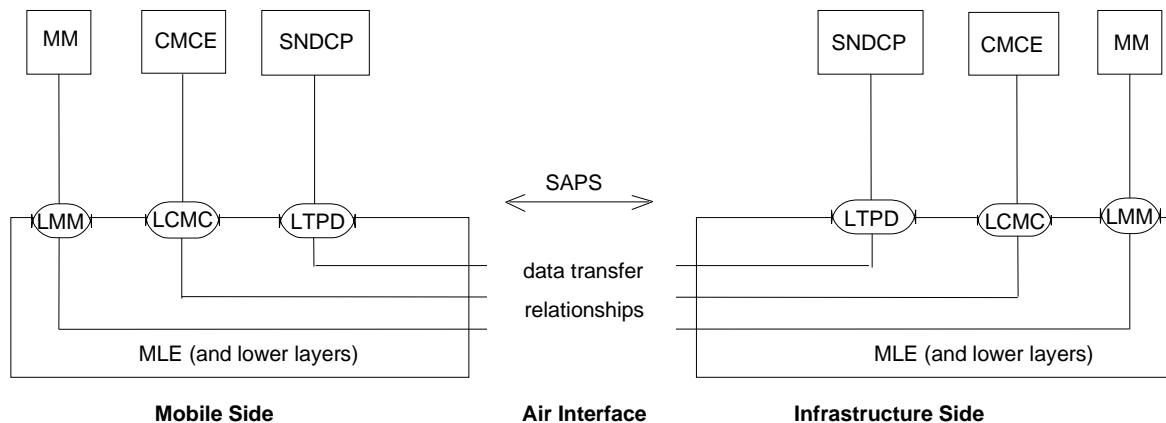 MM CMCE SNDCP SNDCP CMCE MM
SAPS
LMM LCMC LTPD LTPD LCMC LMM
data transfer
relationships
MLE (and lower layers) MLE (and lower layers)
Mobile Side Air Interface Infrastructure Side